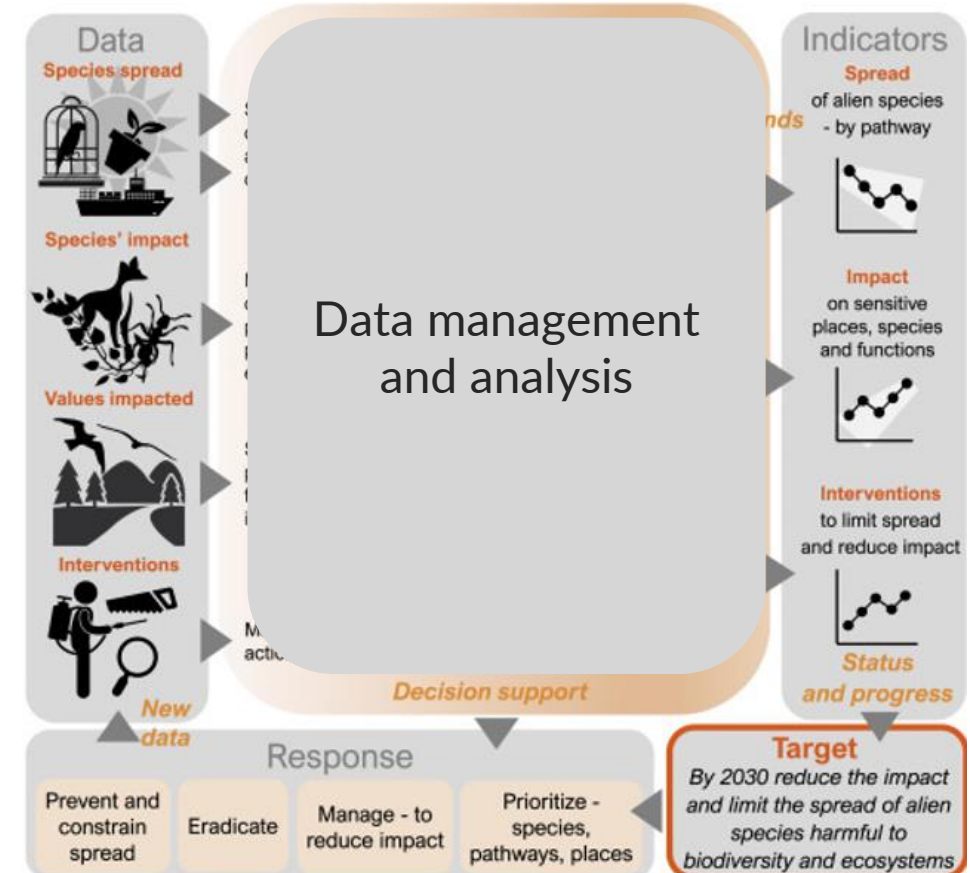 Data
Species spread
Species' impact
Values impacted
Interventions
New
data
Data management
and analysis
Decision support
Indicators
Spread
of alien species
- by pathway
Impact
on sensitive
places, species
and functions
Interventions
to limit spread
and reduce impact
Status
and progress
Response
Prevent and
constrain
spread
Eradicate
Manage - to
reduce impact
Prioritize -
species,
pathways, places
Target
By 2030 reduce the impact
and limit the spread of alien
species harmful to
biodiversity and ecosystems